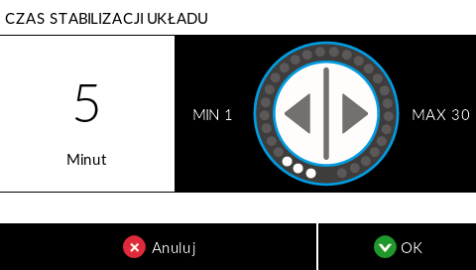 CZAS STABILIZACJI UKŁADU
5
Minut
MIN 1
MAX 30
Anuluj
OK